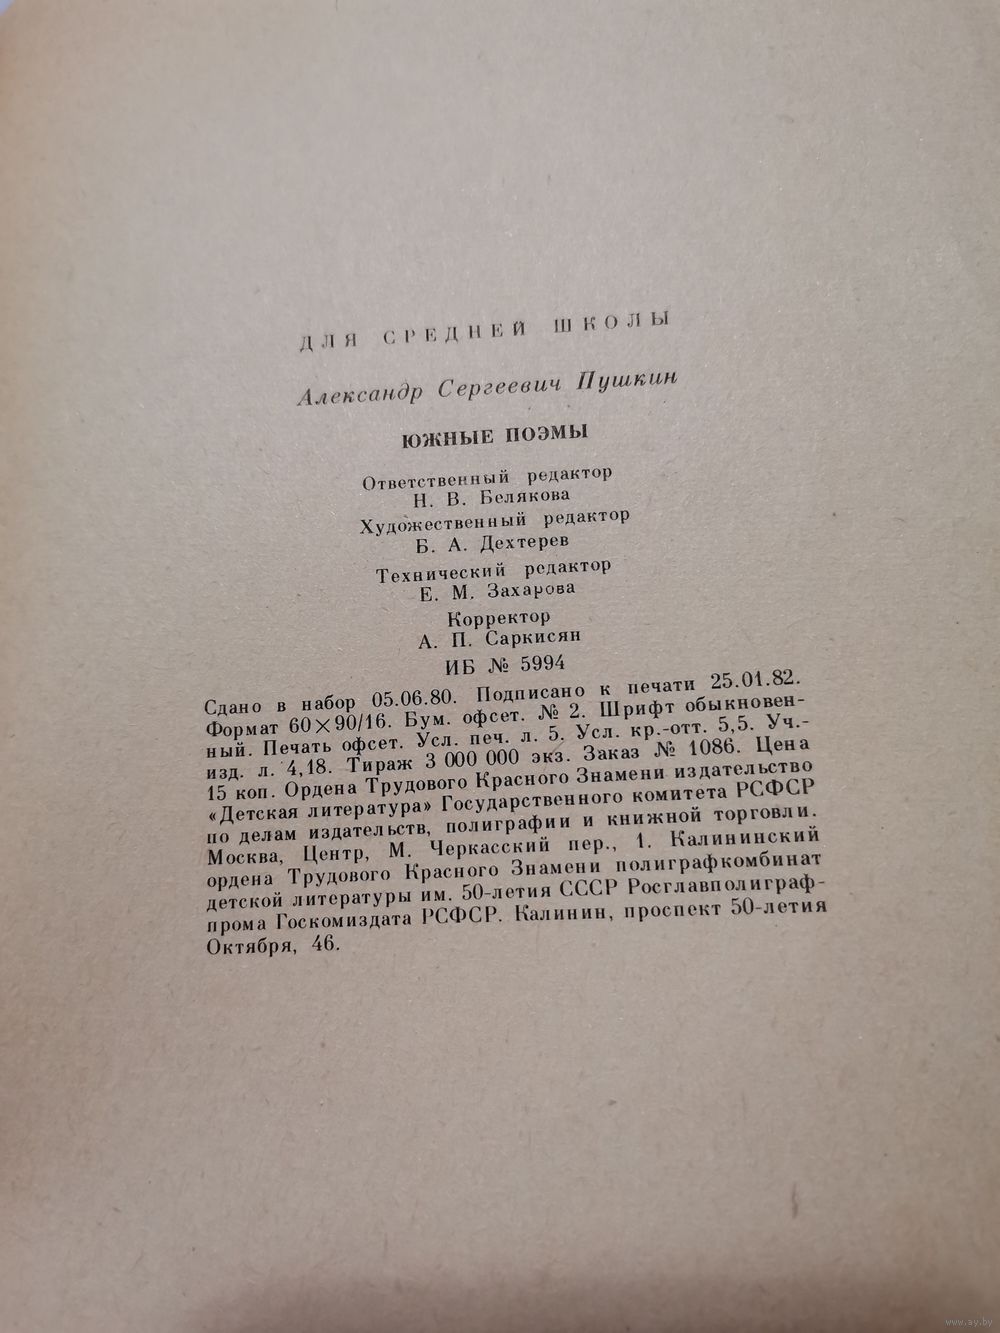 ДЛЯ СРЕДНЕЙ ШКОЛЫ
Александр Сергеевич Пушкин
ЮЖНЫЕ ПОЭМЫ
Ответственный редактор
Н. В. Белякова
Художественный редактор
Б. А. Дехтерев
Технический редактор
Е. М. Захарова
Корректор
А. П. Саркисян
ИБ № 5994
Сдано в набор 05.06.80. Подписано к печати 25.01.82.
Формат 60×90/16. Бум. офсет. № 2. Шрифт обыкновен-
ный. Печать офсет. Усл. печ. л. 5. Усл. кр.-отт. 5,5. Уч.-
изд. л. 4,18. Тираж 3 000 000 экз. Заказ № 1086. Цена
15 коп. Ордена Трудового Красного Знамени издательство
«Детская литература» Государственного комитета РСФСР
по делам издательств, полиграфии и книжной торговли.
Москва, Центр, М. Черкасский пер., 1. Калининский
ордена Трудового Красного Знамени полиграфкомбинат
детской литературы им. 50-летия СССР Росглавполиграф-
прома Госкомиздата РСФСР. Калинин, проспект 50-летия
Октября, 46.
www.ay.by